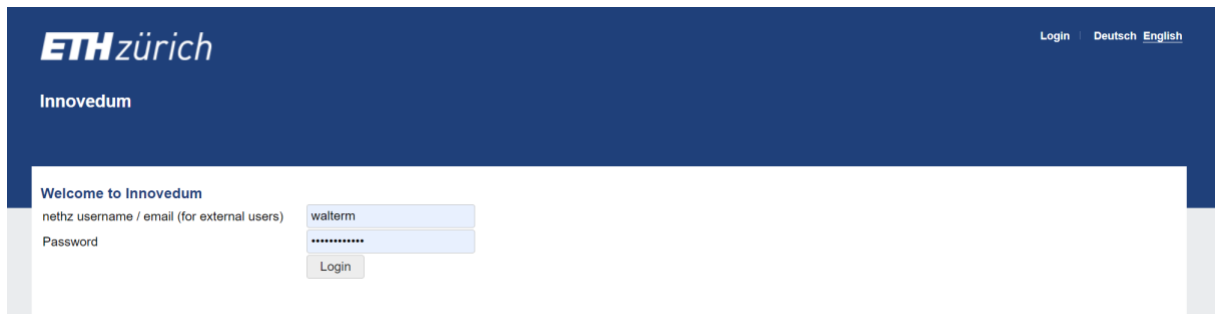 ETH zürich
Login Deutsch English
Innovedum
Welcome to Innovedum
nethz username / email (for external users) walterm
Password ••••••••••••
Login